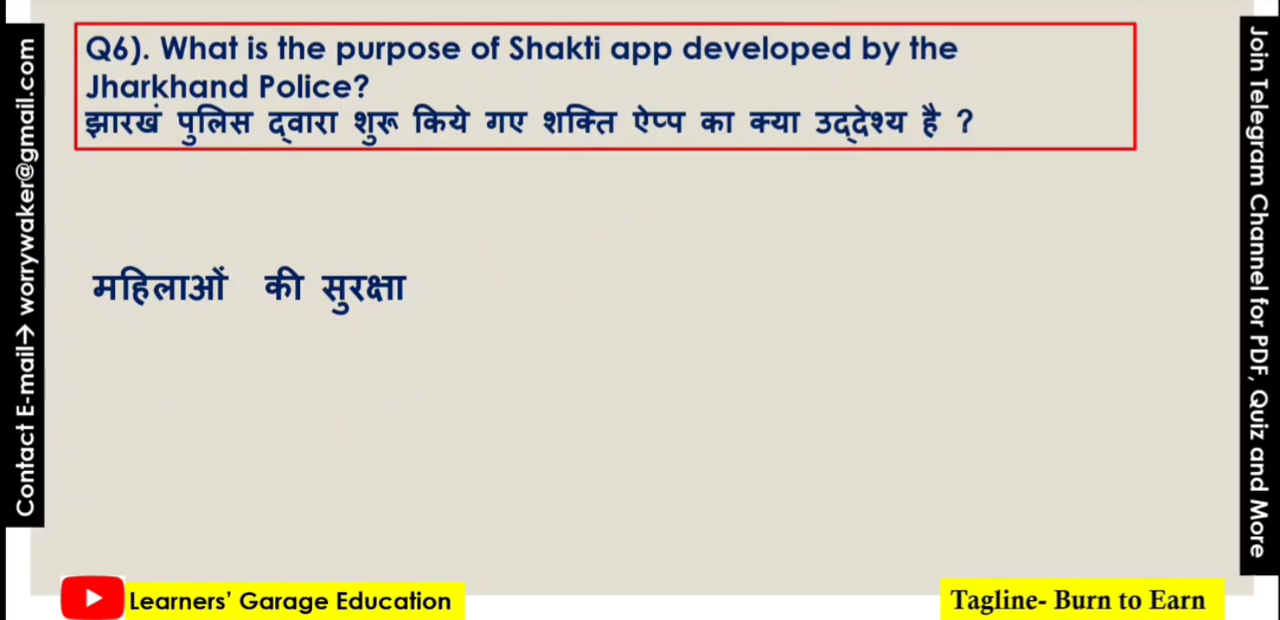 Q6). What is the purpose of Shakti app developed by the
Jharkhand Police?
झारखं पुलिस द्वारा शुरू किये गए शक्ति ऐप्प का क्या उद्देश्य है ?
महिलाओं की सुरक्षा
Contact E-mail→ worrywaker@gmail.com
Join Telegram Channel for PDF, Quiz and More
Learners’ Garage Education
Tagline- Burn to Earn